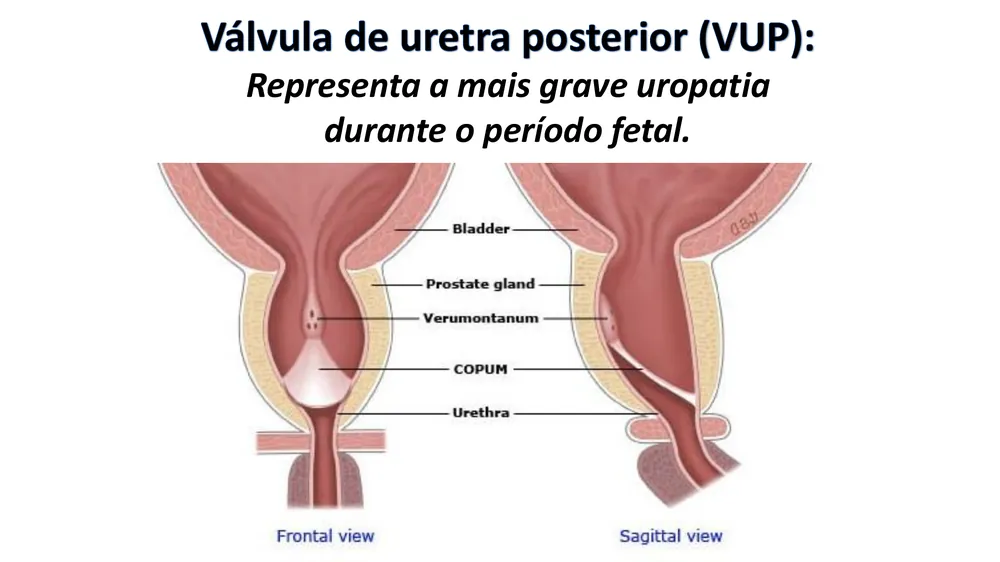 Válvula de uretra posterior (VUP):
Representa a mais grave uropatia
durante o período fetal.
Bladder
Prostate gland
Verumontanum
COPUM
Urethra
Frontal view
Sagittal view